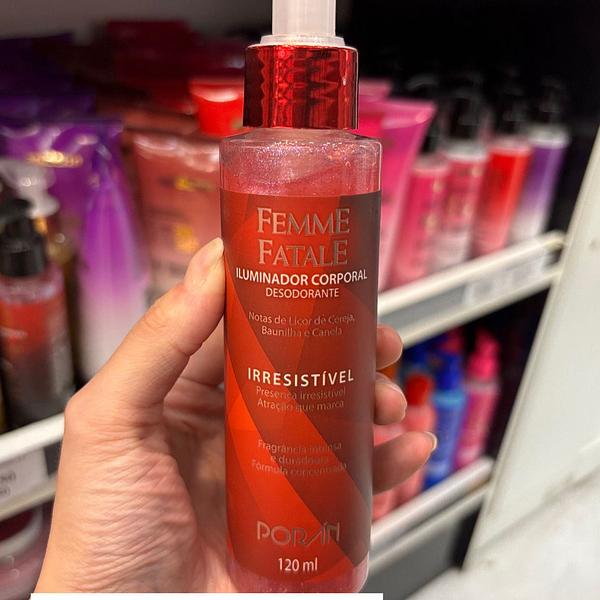 FEMME
FATALE
ILUMINADOR CORPORAL
DESODORANTE
Notas de Licor de Cereja,
Baunilha e Canela
IRRESISTÍVEL
Presença irresistível
Atração que marca
Fragrância intensa
e duradoura
Fórmula concentrada
PORÁN
120 ml